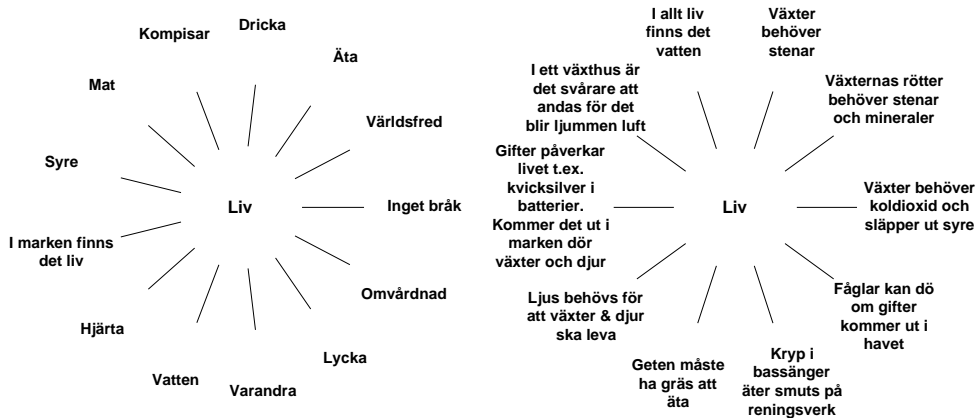 Dricka
Kompisar
Äta
Mat
Världsfred
Syre
Liv
Inget bråk
I marken finns
det liv
Omvårdnad
Hjärta
Lycka
Vatten
Varandra
I allt liv
finns det
vatten
Växter
behöver
stenar
I ett växthus är
det svårare att
andas för det
blir ljummen luft
Växternas rötter
behöver stenar
och mineraler
Gifter påverkar
livet t.ex.
kvicksilver i
batterier.
Kommer det ut i
marken dör
växter och djur
Liv
Växter behöver
koldioxid och
släpper ut syre
Ljus behövs för
att växter & djur
ska leva
Fåglar kan dö
om gifter
kommer ut i
havet
Geten måste
ha gräs att
äta
Kryp i
bassänger
äter smuts på
reningsverk